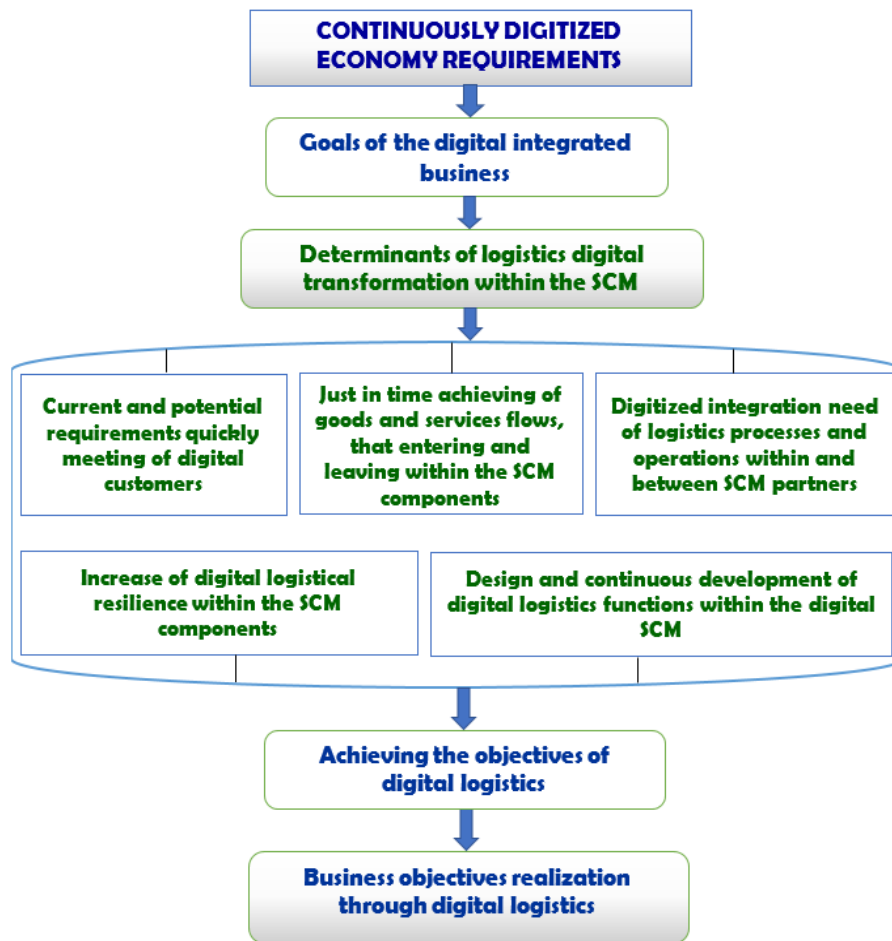 CONTINUOUSLY DIGITIZED
ECONOMY REQUIREMENTS
Goals of the digital integrated
business
Determinants of logistics digital
transformation within the SCM
Current and potential
requirements quickly
meeting of digital
customers
Just in time achieving of
goods and services flows,
that entering and
leaving within the SCM
components
Digitized integration need
of logistics processes and
operations within and
between SCM partners
Increase of digital logistical
resilience within the SCM
components
Design and continuous development of
digital logistics functions within the digital
SCM
Achieving the objectives of
digital logistics
Business objectives realization
through digital logistics